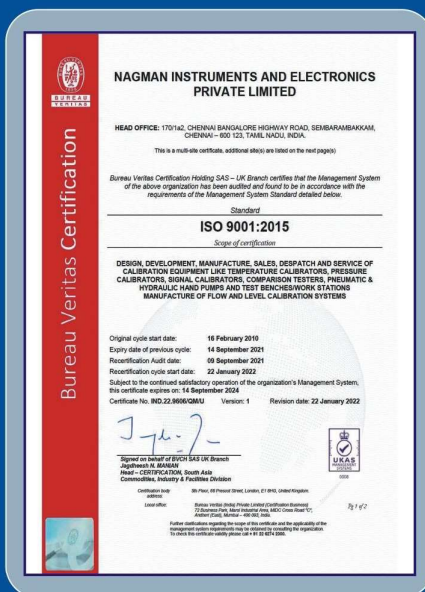 BUREAU
VERITAS
Bureau Veritas Certification
NAGMAN INSTRUMENTS AND ELECTRONICS
PRIVATE LIMITED
HEAD OFFICE: 170/1a2, CHENNAI BANGALORE HIGHWAY ROAD, SEMBARAMBAKKAM,
CHENNAI – 600 123, TAMIL NADU, INDIA.
This is a multi-site certificate, additional site(s) are listed on the next page(s)
Bureau Veritas Certification Holding SAS – UK Branch certifies that the Management System
of the above organization has been audited and found to be in accordance with the
requirements of the Management System Standard detailed below.
Standard
ISO 9001:2015
Scope of certification
DESIGN, DEVELOPMENT, MANUFACTURE, SALES, DESPATCH AND SERVICE OF
CALIBRATION EQUIPMENT LIKE TEMPERATURE CALIBRATORS, PRESSURE
CALIBRATORS, SIGNAL CALIBRATORS, COMPARISON TESTERS, PNEUMATIC &
HYDRAULIC HAND PUMPS AND TEST BENCHES/WORK STATIONS
MANUFACTURE OF FLOW AND LEVEL CALIBRATION SYSTEMS
Original cycle start date: 16 February 2010
Expiry date of previous cycle: 14 September 2021
Recertification Audit date: 09 September 2021
Recertification cycle start date: 22 January 2022
Subject to the continued satisfactory operation of the organization's Management System,
this certificate expires on: 14 September 2024
Certificate No. IND.22.9606/QM/U Version: 1 Revision date: 22 January 2022
Signed on behalf of BVCH SAS UK Branch
Jagdheesh N. MANIAN
Head – CERTIFICATION, South Asia
Commodities, Industry & Facilities Division
UKAS
MANAGEMENT
SYSTEMS
0008
Certification body
address: 5th Floor, 66 Prescot Street, London, E1 8HG, United Kingdom.
Local office: Bureau Veritas (India) Private Limited (Certification Business)
72 Business Park, Marol Industrial Area, MIDC Cross Road "C",
Andheri (East), Mumbai – 400 093, India.
Pg 1 of 2
Further clarifications regarding the scope of this certificate and the applicability of the
management system requirements may be obtained by consulting the organization
To check this certificate validity please call + 91 22 6274 2000.